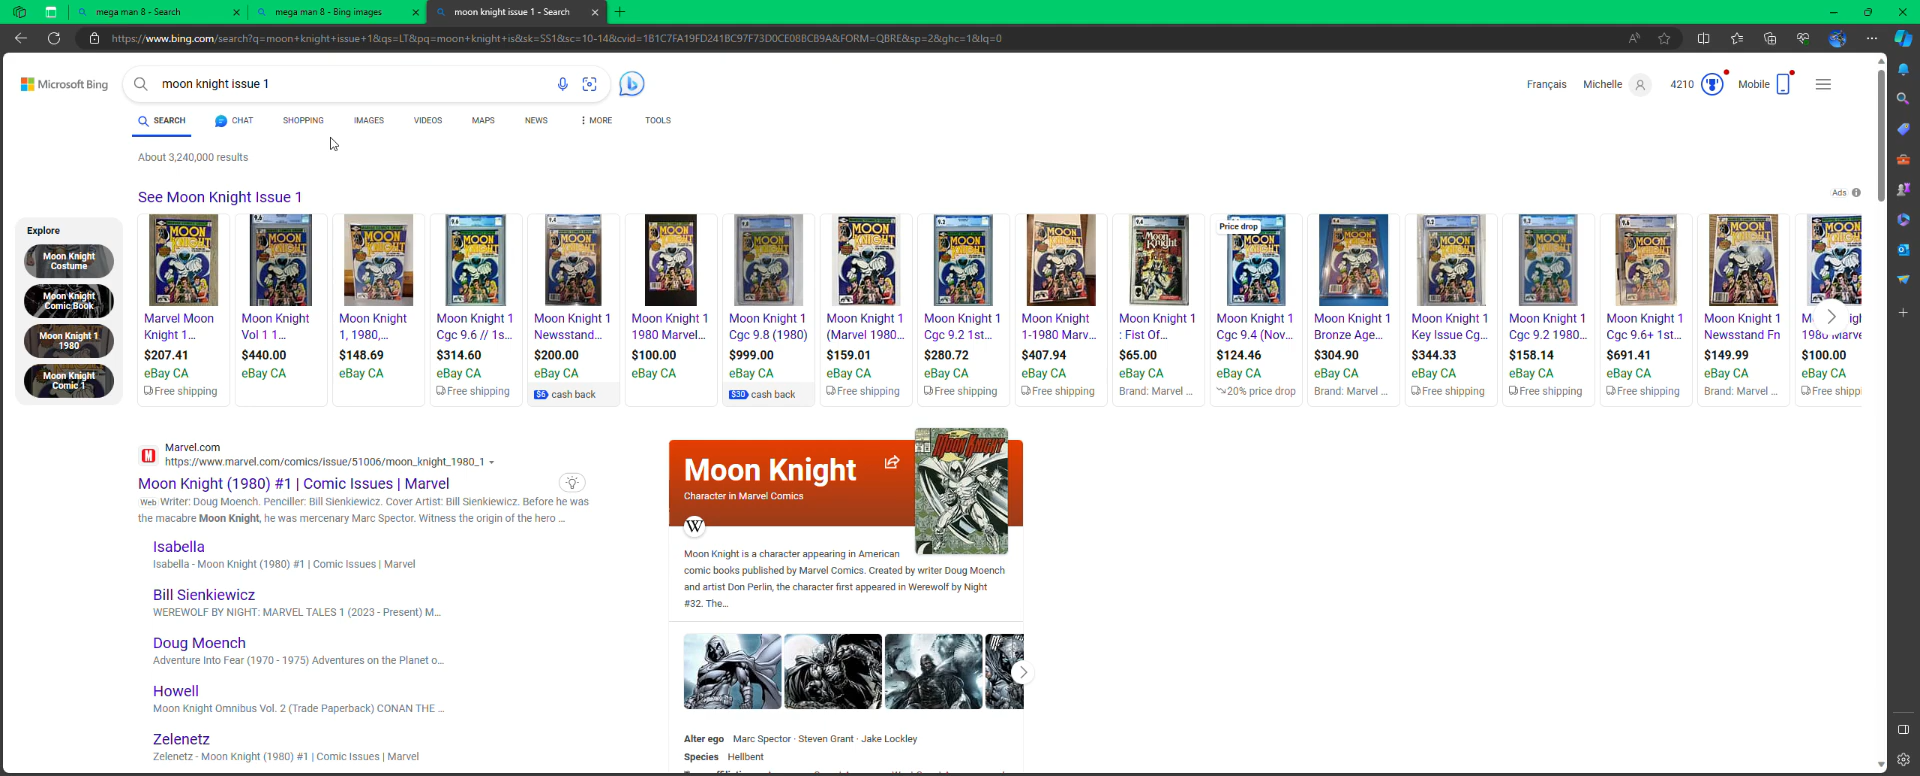 mega man 8 - Search
mega man 8 - Bing images
moon knight issue 1 - Search
https://www.bing.com/search?q=moon+knight+issue+1&qs=LT&pq=moon+knight+is&sk=SS1&sc=10-14&cvid=1B1C7FA19FD241BC97F73D0CE08BCB9A&FORM=QBRE&sp=2&ghc=1&lq=0
Microsoft Bing
moon knight issue 1
Français
Michelle
4210
Mobile
SEARCH
CHAT
SHOPPING
IMAGES
VIDEOS
MAPS
NEWS
MORE
TOOLS
About 3,240,000 results
See Moon Knight Issue 1
Ads
Explore
Moon Knight
Costume
Moon Knight
Comic Book
Moon Knight 1
1980
Moon Knight
Comic 1
Marvel Moon
Knight 1...
$207.41
eBay CA
Free shipping
Moon Knight
Vol 1 1...
$440.00
eBay CA
Moon Knight
1, 1980,...
$148.69
eBay CA
Moon Knight 1
Cgc 9.6 // 1s...
$314.60
eBay CA
Free shipping
Moon Knight 1
Newsstand...
$200.00
eBay CA
$6 cash back
Moon Knight 1
1980 Marvel...
$100.00
eBay CA
Moon Knight 1
Cgc 9.8 (1980)
$999.00
eBay CA
$30 cash back
Moon Knight 1
(Marvel 1980...
$159.01
eBay CA
Free shipping
Moon Knight 1
Cgc 9.2 1st...
$280.72
eBay CA
Free shipping
Moon Knight
1-1980 Marv...
$407.94
eBay CA
Free shipping
Moon Knight 1
: Fist Of...
$65.00
eBay CA
Brand: Marvel ...
Price drop
Moon Knight 1
Cgc 9.4 (Nov...
$124.46
eBay CA
20% price drop
Moon Knight 1
Bronze Age...
$304.90
eBay CA
Brand: Marvel ...
Moon Knight 1
Key Issue Cg...
$344.33
eBay CA
Free shipping
Moon Knight 1
Cgc 9.2 1980...
$158.14
eBay CA
Free shipping
Moon Knight 1
Cgc 9.6+ 1st...
$691.41
eBay CA
Free shipping
Moon Knight 1
Newsstand Fn
$149.99
eBay CA
Brand: Marvel ...
$100.00
eBay CA
Free shippi
Marvel.com
https://www.marvel.com/comics/issue/51006/moon_knight_1980_1
Moon Knight (1980) #1 | Comic Issues | Marvel
Web Writer: Doug Moench. Penciller: Bill Sienkiewicz. Cover Artist: Bill Sienkiewicz. Before he was
the macabre Moon Knight, he was mercenary Marc Spector. Witness the origin of the hero ...
Isabella
Isabella - Moon Knight (1980) #1 | Comic Issues | Marvel
Bill Sienkiewicz
WEREWOLF BY NIGHT: MARVEL TALES 1 (2023 - Present) M...
Doug Moench
Adventure Into Fear (1970 - 1975) Adventures on the Planet o...
Howell
Moon Knight Omnibus Vol. 2 (Trade Paperback) CONAN THE ...
Zelenetz
Zelenetz - Moon Knight (1980) #1 | Comic Issues | Marvel
Moon Knight
Character in Marvel Comics
W
Moon Knight is a character appearing in American
comic books published by Marvel Comics. Created by writer Doug Moench
and artist Don Perlin, the character first appeared in Werewolf by Night
#32. The...
Alter ego Marc Spector · Steven Grant · Jake Lockley
Species Hellbent